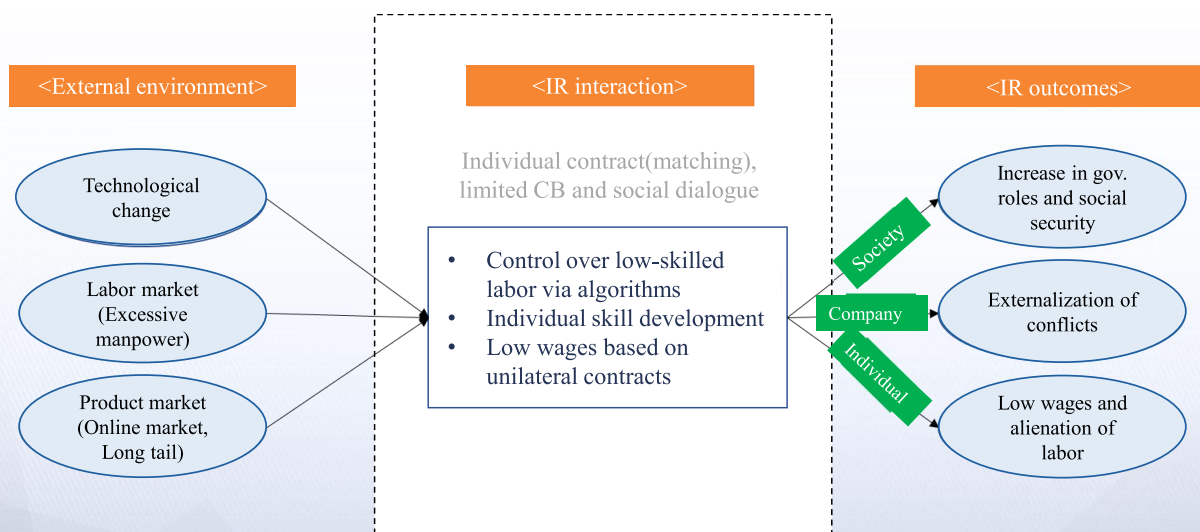 <External environment>
<IR interaction>
<IR outcomes>
Technological
change
Labor market
(Excessive
manpower)
Product market
(Online market,
Long tail)
Individual contract(matching),
limited CB and social dialogue
• Control over low-skilled
labor via algorithms
• Individual skill development
• Low wages based on
unilateral contracts
Society
Company
Individual
Increase in gov.
roles and social
security
Externalization of
conflicts
Low wages and
alienation of
labor